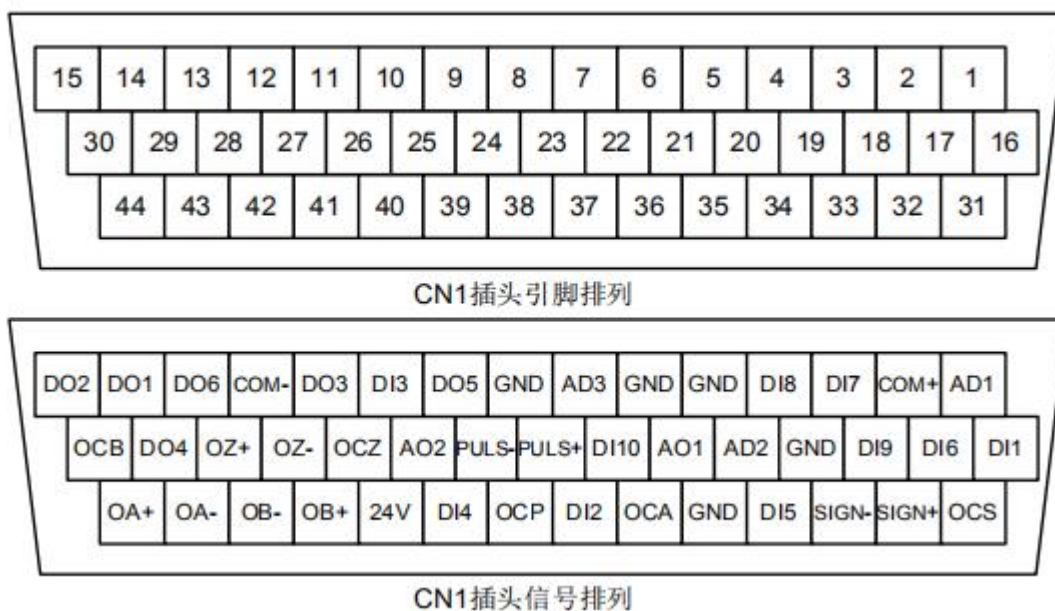 15 14 13 12 11 10 9 8 7 6 5 4 3 2 1
30 29 28 27 26 25 24 23 22 21 20 19 18 17 16
44 43 42 41 40 39 38 37 36 35 34 33 32 31
CN1插头引脚排列
DO2 DO1 DO6 COM- DO3 DI3 DO5 GND AD3 GND GND DI8 DI7 COM+ AD1
OCB DO4 OZ+ OZ- OCZ AO2 PULS- PULS+ DI10 AO1 AD2 GND DI9 DI6 DI1
OA+ OA- OB- OB+ 24V DI4 OCP DI2 OCA GND DI5 SIGN- SIGN+ OCS
CN1插头信号排列